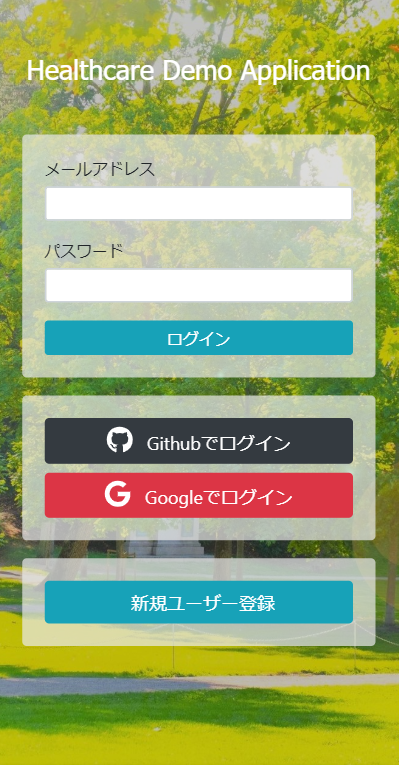 Healthcare Demo Application
メールアドレス
パスワード
ログイン
Githubでログイン
Googleでログイン
新規ユーザー登録